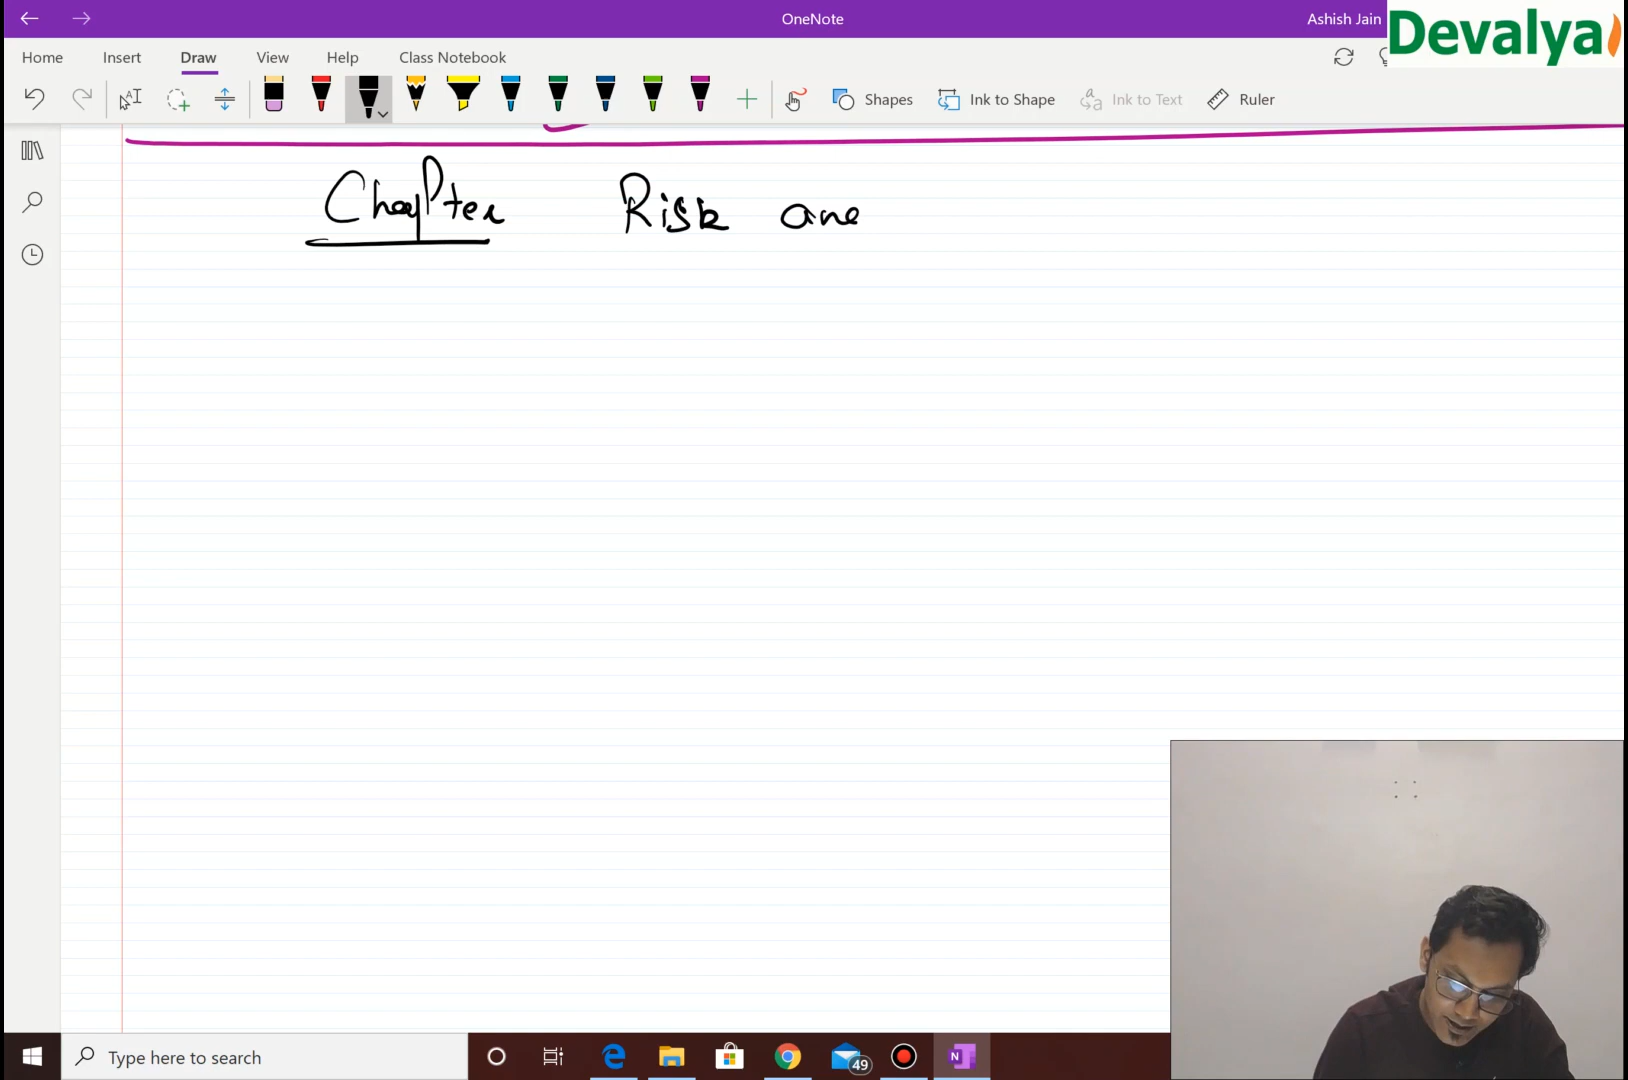 OneNote
Ashish Jain
Devalya
Home Insert Draw View Help Class Notebook
Shapes Ink to Shape Ink to Text Ruler
Chapter Risk ane
Type here to search
49
N